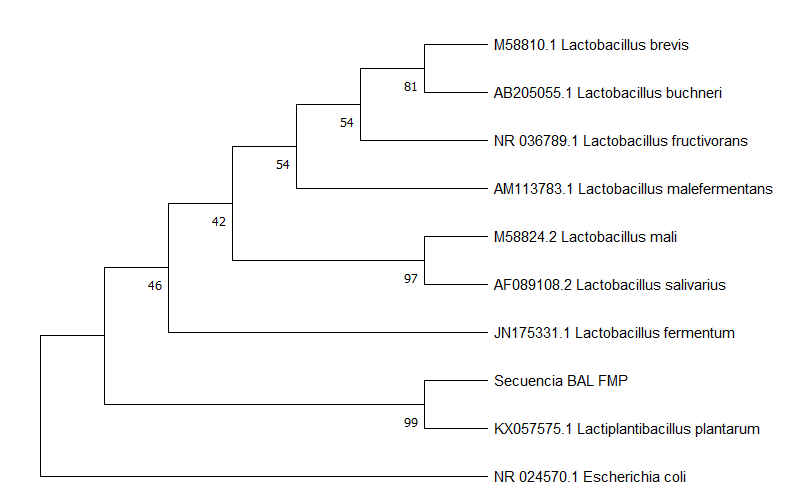 M58810.1 Lactobacillus brevis
81
AB205055.1 Lactobacillus buchneri
54
NR 036789.1 Lactobacillus fructivorans
54
AM113783.1 Lactobacillus malefermentans
42
M58824.2 Lactobacillus mali
97
AF089108.2 Lactobacillus salivarius
46
JN175331.1 Lactobacillus fermentum
Secuencia BAL FMP
99
KX057575.1 Lactiplantibacillus plantarum
NR 024570.1 Escherichia coli